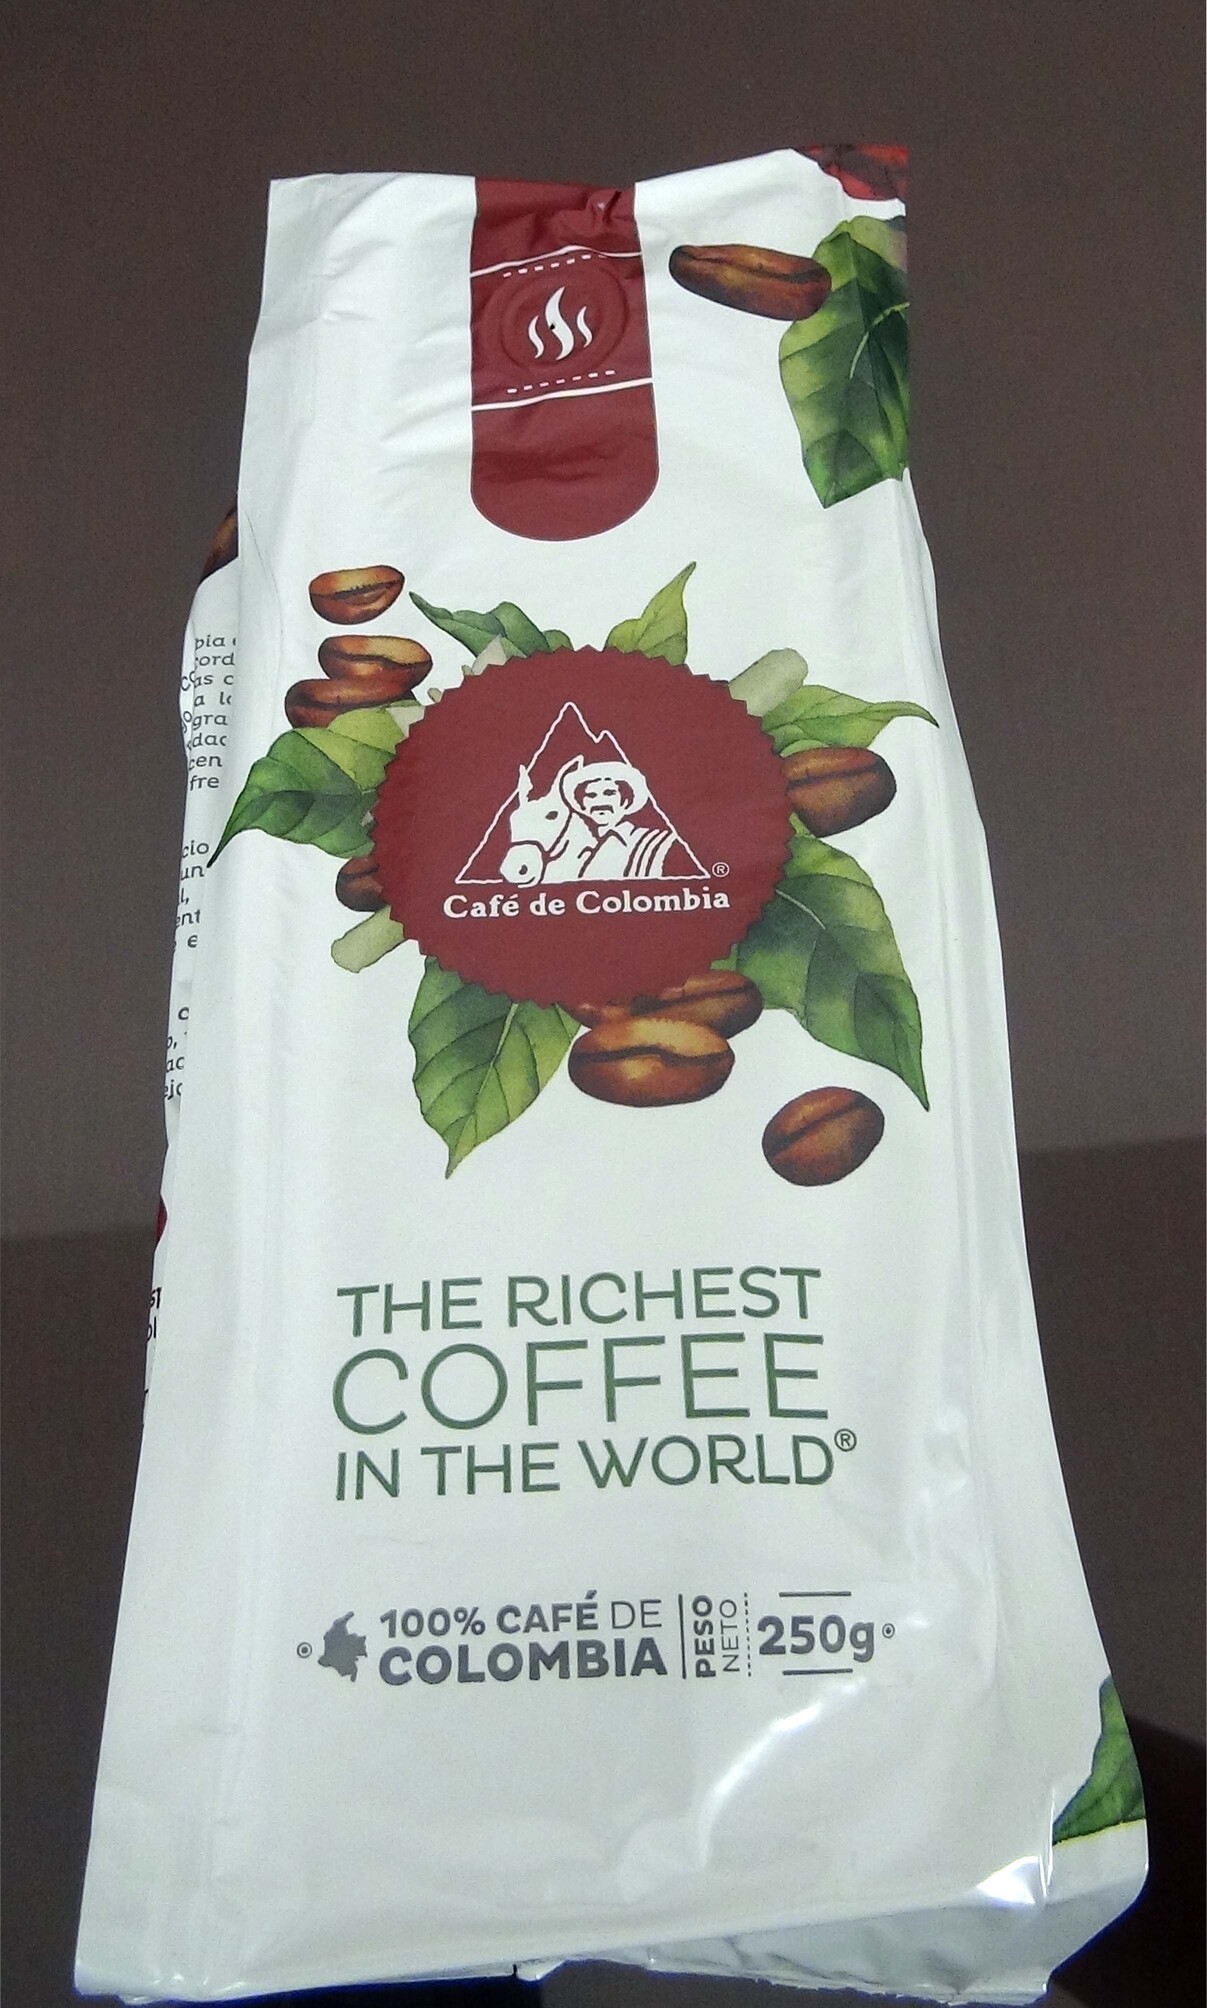 Café de Colombia ®
THE RICHEST
COFFEE
IN THE WORLD®
100% CAFÉ DE
COLOMBIA
PESO
NETO
250g